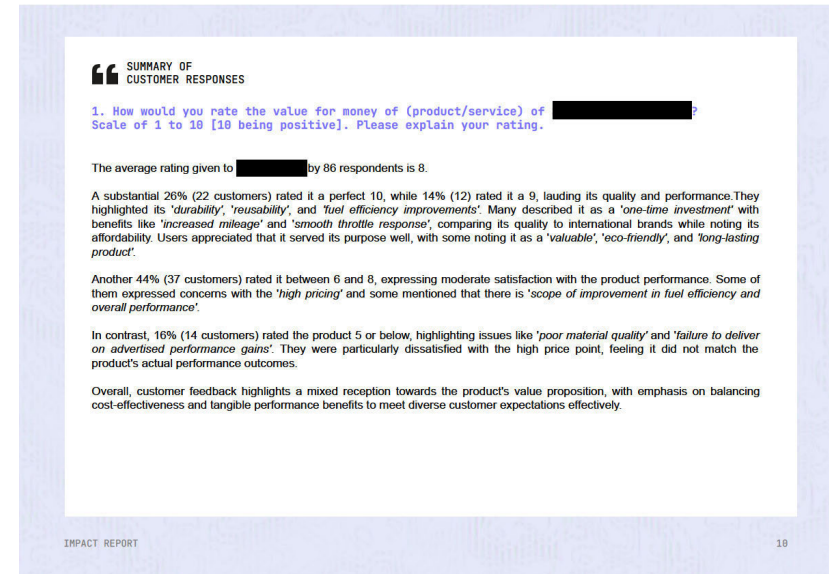 SUMMARY OF
CUSTOMER RESPONSES
1. How would you rate the value for money of (product/service) of ?
Scale of 1 to 10 [10 being positive]. Please explain your rating.
The average rating given to by 86 respondents is 8.
A substantial 26% (22 customers) rated it a perfect 10, while 14% (12) rated it a 9, lauding its quality and performance.They
highlighted its 'durability', 'reusability', and 'fuel efficiency improvements'. Many described it as a 'one-time investment' with
benefits like 'increased mileage' and 'smooth throttle response', comparing its quality to international brands while noting its
affordability. Users appreciated that it served its purpose well, with some noting it as a 'valuable', 'eco-friendly', and 'long-lasting
product'.
Another 44% (37 customers) rated it between 6 and 8, expressing moderate satisfaction with the product performance. Some of
them expressed concerns with the 'high pricing' and some mentioned that there is 'scope of improvement in fuel efficiency and
overall performance'.
In contrast, 16% (14 customers) rated the product 5 or below, highlighting issues like 'poor material quality' and 'failure to deliver
on advertised performance gains'. They were particularly dissatisfied with the high price point, feeling it did not match the
product's actual performance outcomes.
Overall, customer feedback highlights a mixed reception towards the product's value proposition, with emphasis on balancing
cost-effectiveness and tangible performance benefits to meet diverse customer expectations effectively.
IMPACT REPORT
10